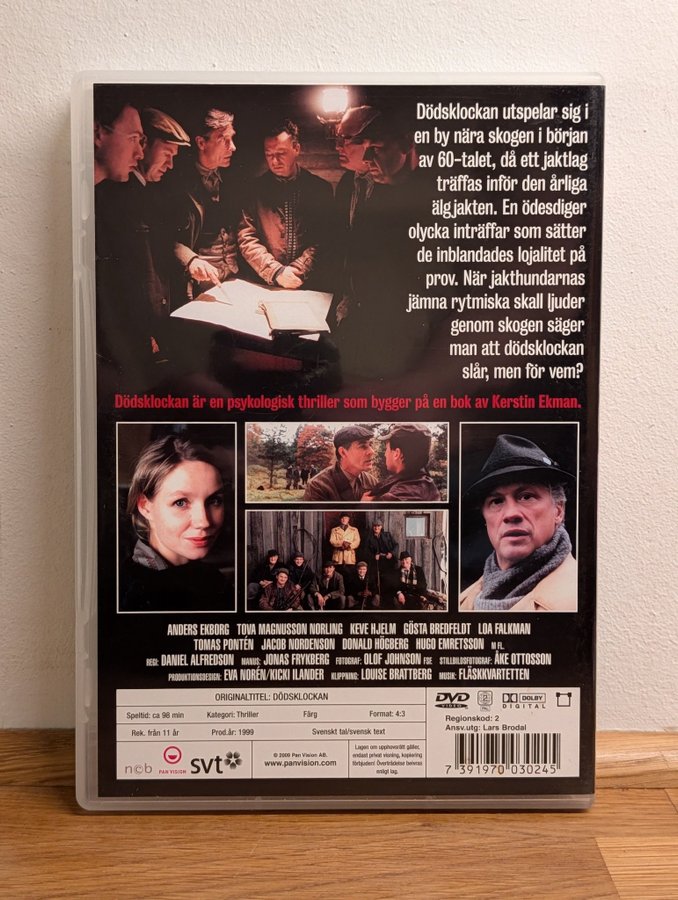 Dödsklockan utspelar sig i
en by nära skogen i början
av 60-talet, då ett jaktlag
träffas inför den årliga
älgjakten. En ödesdiger
olycka inträffar som sätter
de inblandades lojalitet på
prov. När jakthundarnas
jämna rytmiska skall ljuder
genom skogen säger
man att dödsklockan
slår, men för vem?
Dödsklockan är en psykologisk thriller som bygger på en bok av Kerstin Ekman.
ANDERS EKBORG TOVA MAGNUSSON NORLING KEVE HJELM GÖSTA BREDFELDT LOA FALKMAN
TOMAS PONTÉN JACOB NORDENSON DONALD HÖGBERG HUGO EMRETSSON M FL.
REGI: DANIEL ALFREDSON MANUS: JONAS FRYKBERG FOTOGRAF: OLOF JOHNSON FSF STILLBILDSFOTOGRAF: ÅKE OTTOSSON
PRODUKTIONSDESIGN: EVA NORÉN/KICKI ILANDER KLIPPNING: LOUISE BRATTBERG MUSIK: FLÄSKKVARTETTEN
ORIGINALTITEL: DÖDSKLOCKAN
Speltid: ca 98 min Kategori: Thriller Färg Format: 4:3
Rek. från 11 år Prod.år: 1999 Svenskt tal/svensk text
ncb PAN VISION svt
© 2009 Pan Vision AB.
www.panvision.com
Lagen om upphovsrätt gäller,
endast privat visning, kopiering
förbjuden! Överträdelse beivras
enligt lag.
DVD VIDEO 2 PAL DOLBY DIGITAL
Regionskod: 2
Ansv.utg: Lars Brodal
7 391970 030245